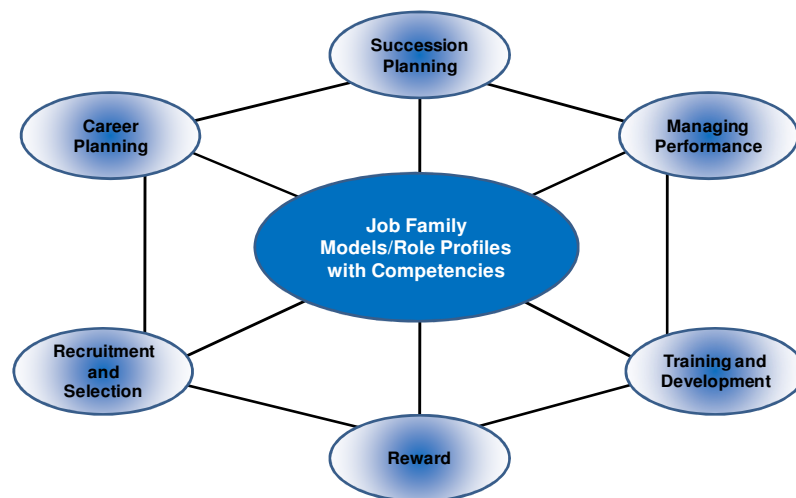 Succession
Planning
Career
Planning
Managing
Performance
Job Family
Models/Role Profiles
with Competencies
Recruitment
and
Selection
Training and
Development
Reward